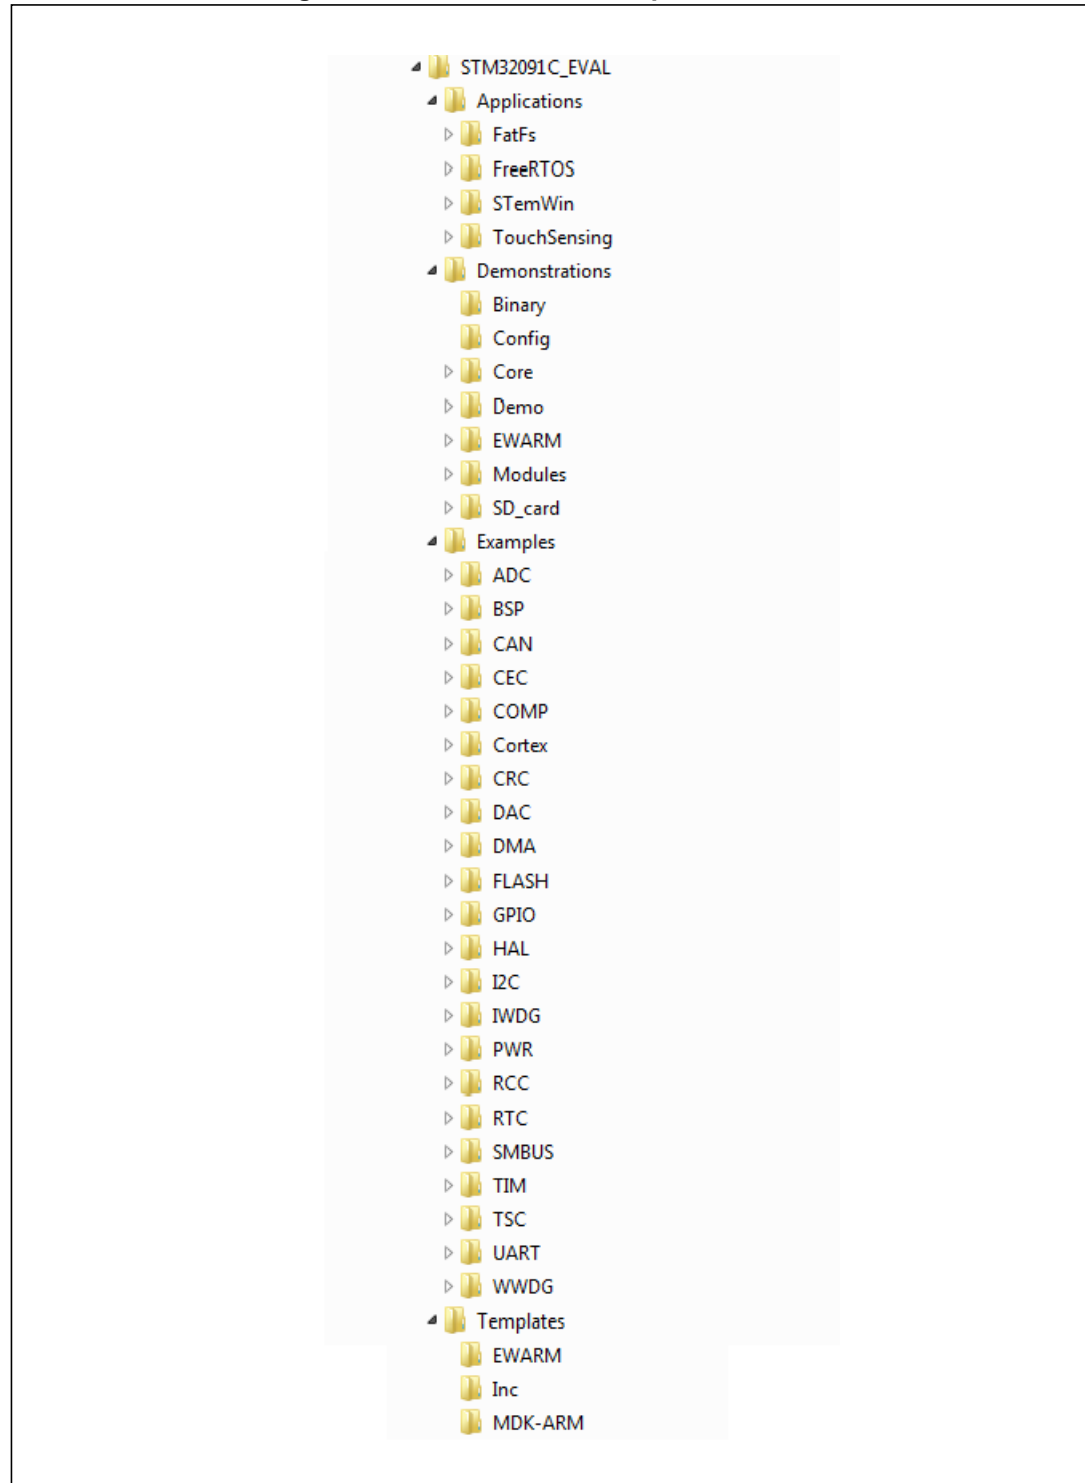 STM32091C_EVAL
Applications
FatFs
FreeRTOS
STemWin
TouchSensing
Demonstrations
Binary
Config
Core
Demo
EWARM
Modules
SD_card
Examples
ADC
BSP
CAN
CEC
COMP
Cortex
CRC
DAC
DMA
FLASH
GPIO
HAL
I2C
IWDG
PWR
RCC
RTC
SMBUS
TIM
TSC
UART
WWDG
Templates
EWARM
Inc
MDK-ARM